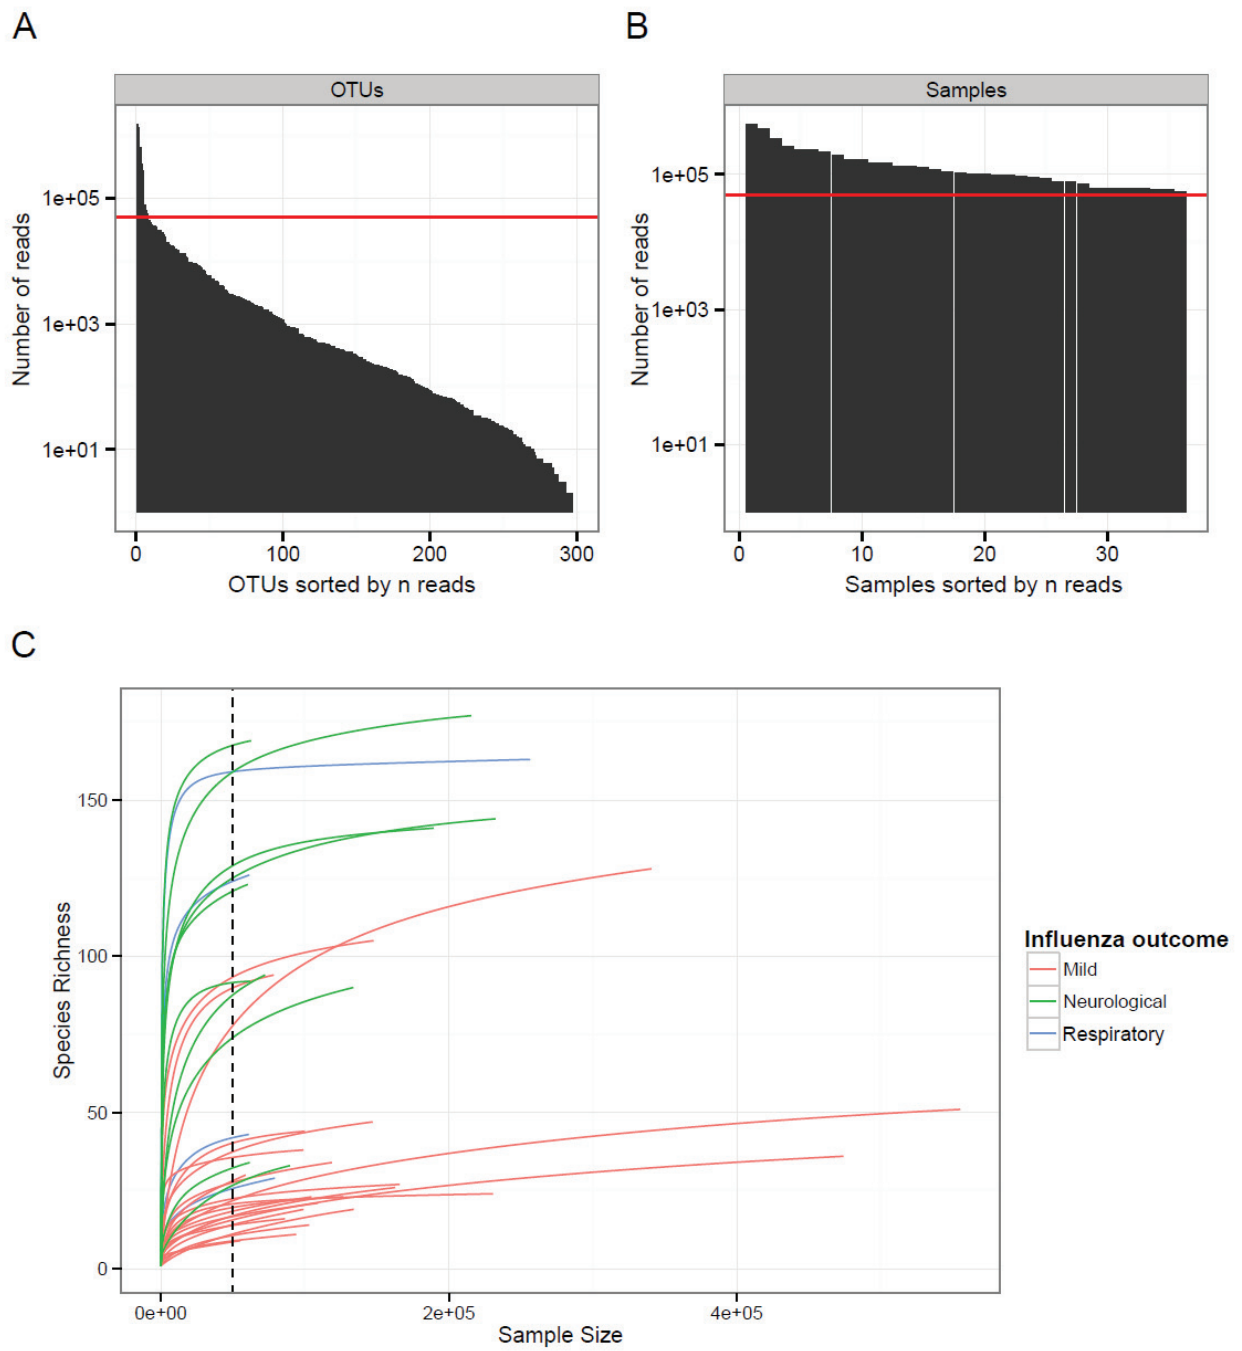 A
B
OTUs
Samples
Number of reads
1e+05
1e+03
1e+01
0
100
200
300
OTUs sorted by n reads
Number of reads
1e+05
1e+03
1e+01
0
10
20
30
Samples sorted by n reads
C
Species Richness
150
100
50
0
0e+00
2e+05
4e+05
Sample Size
Influenza outcome
Mild
Neurological
Respiratory